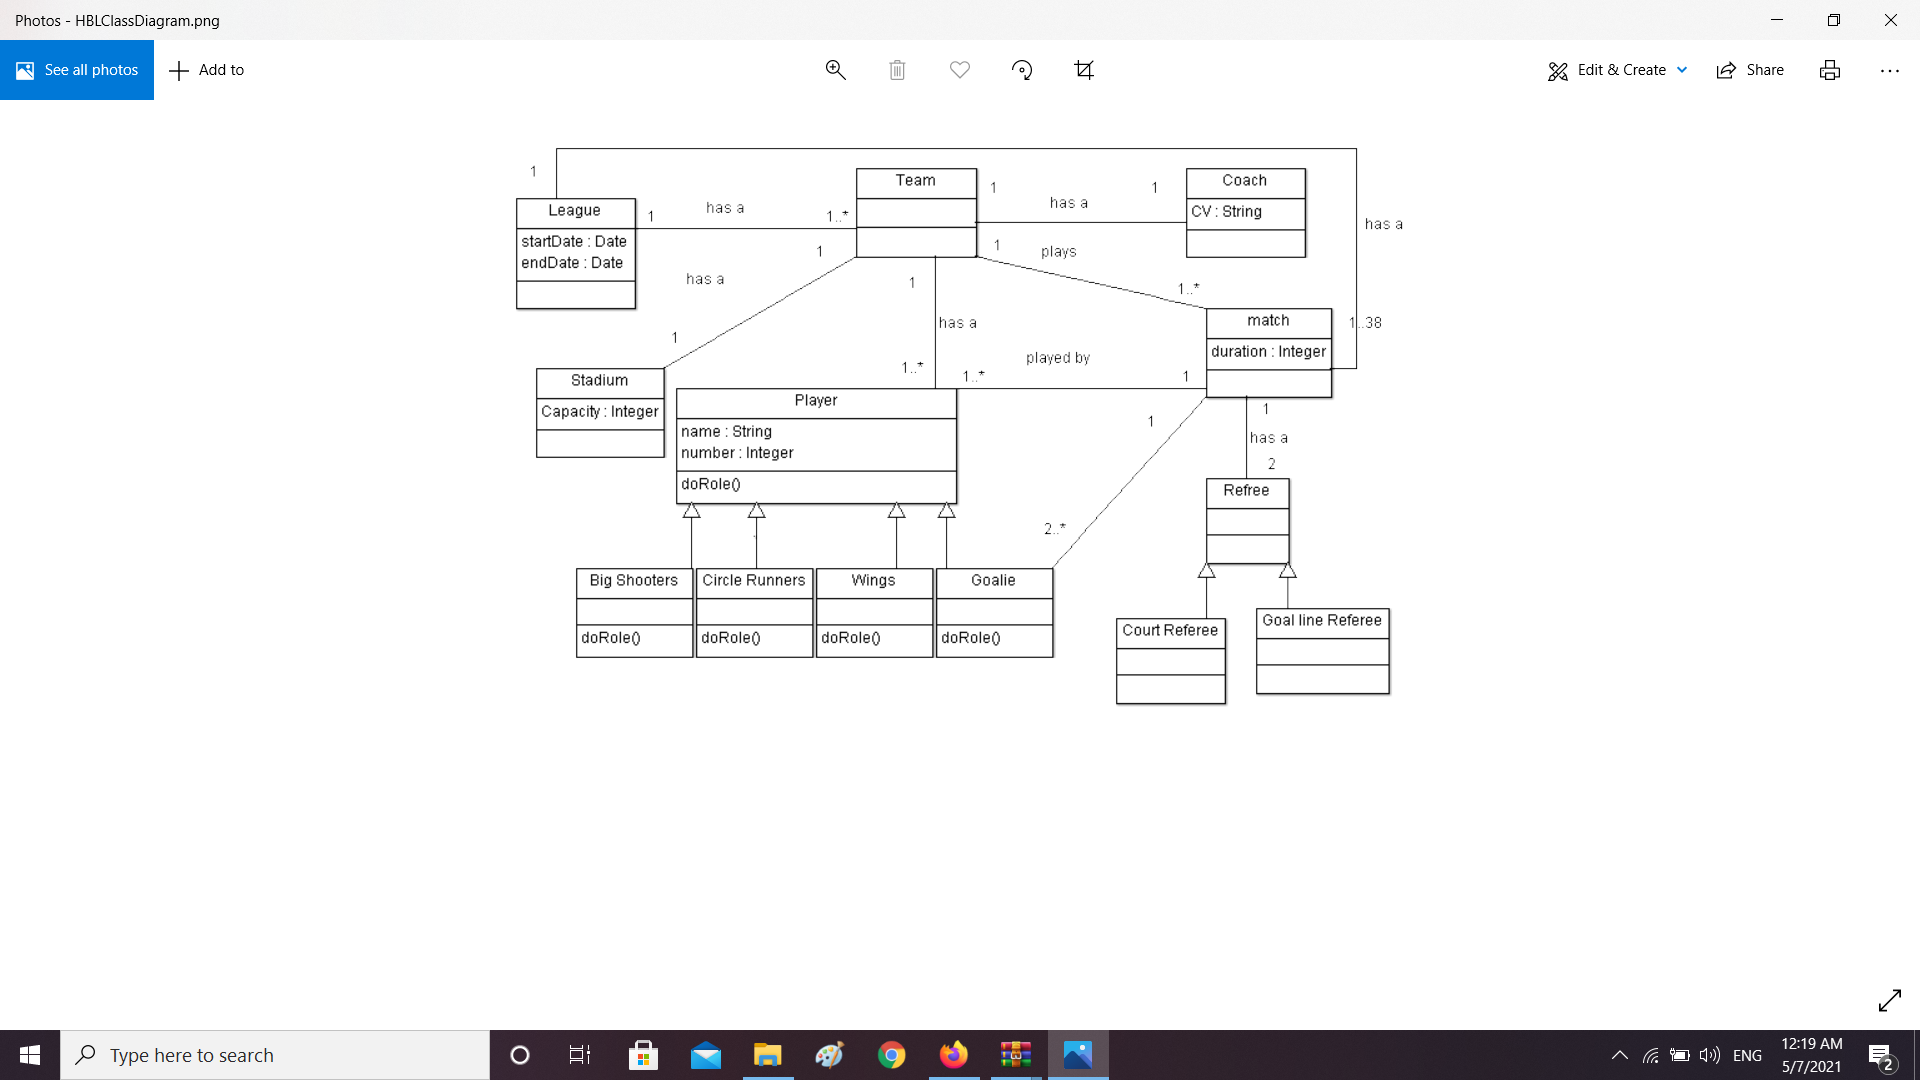 Photos - HBLClassDiagram.png
See all photos
Add to
Edit & Create
Share
1
Team
1
1
Coach
League
1
has a
1..*
has a
CV : String
has a
startDate : Date
endDate : Date
1
1
plays
has a
1
1..*
1
has a
match
1..38
1
1..*
1..*
played by
1
duration : Integer
Stadium
Capacity : Integer
Player
name : String
number : Integer
doRole()
1
1
has a
2
Refree
2..*
Big Shooters
Circle Runners
Wings
Goalie
doRole()
doRole()
doRole()
doRole()
Court Referee
Goal line Referee
Type here to search
ENG
12:19 AM
5/7/2021
2